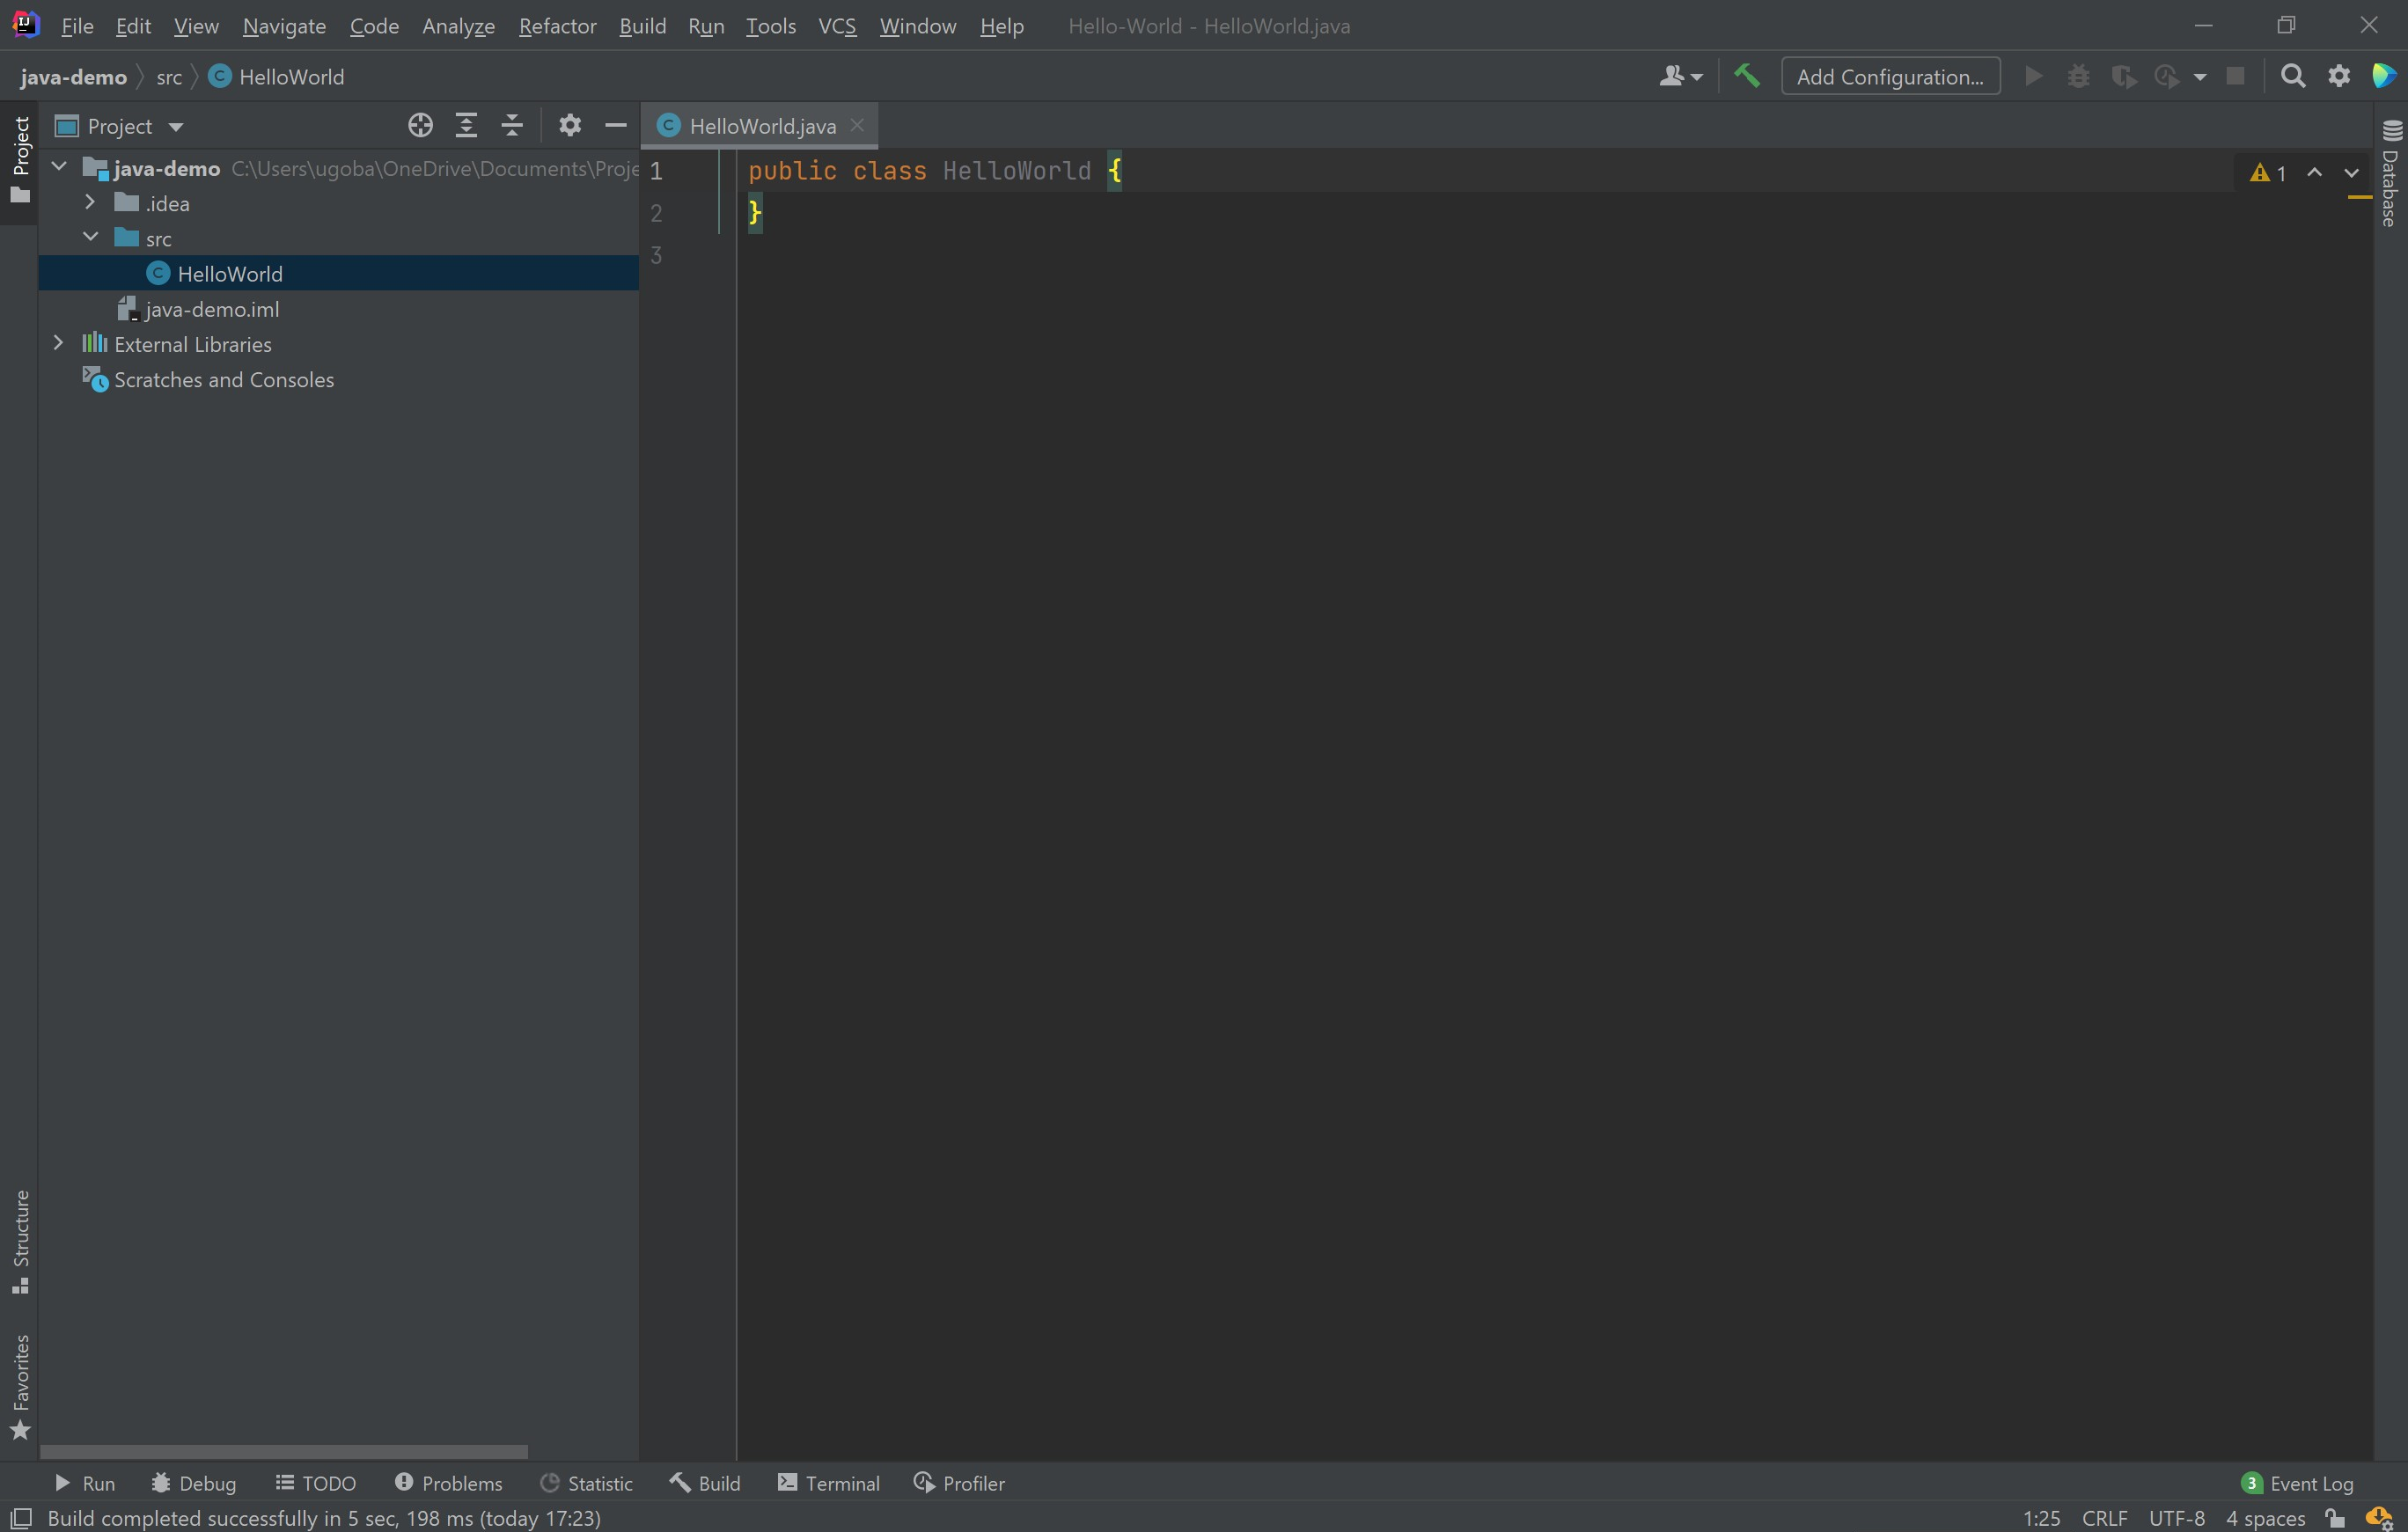 File Edit View Navigate Code Analyze Refactor Build Run Tools VCS Window Help Hello-World - HelloWorld.java
java-demo src HelloWorld Add Configuration...
Project
Project
HelloWorld.java
java-demo C:\Users\ugoba\OneDrive\Documents\Proje
.idea
src
HelloWorld
java-demo.iml
External Libraries
Scratches and Consoles
1 public class HelloWorld {
2 }
3
1
Database
Structure
Favorites
Run Debug TODO Problems Statistic Build Terminal Profiler 3 Event Log
Build completed successfully in 5 sec, 198 ms (today 17:23) 1:25 CRLF UTF-8 4 spaces